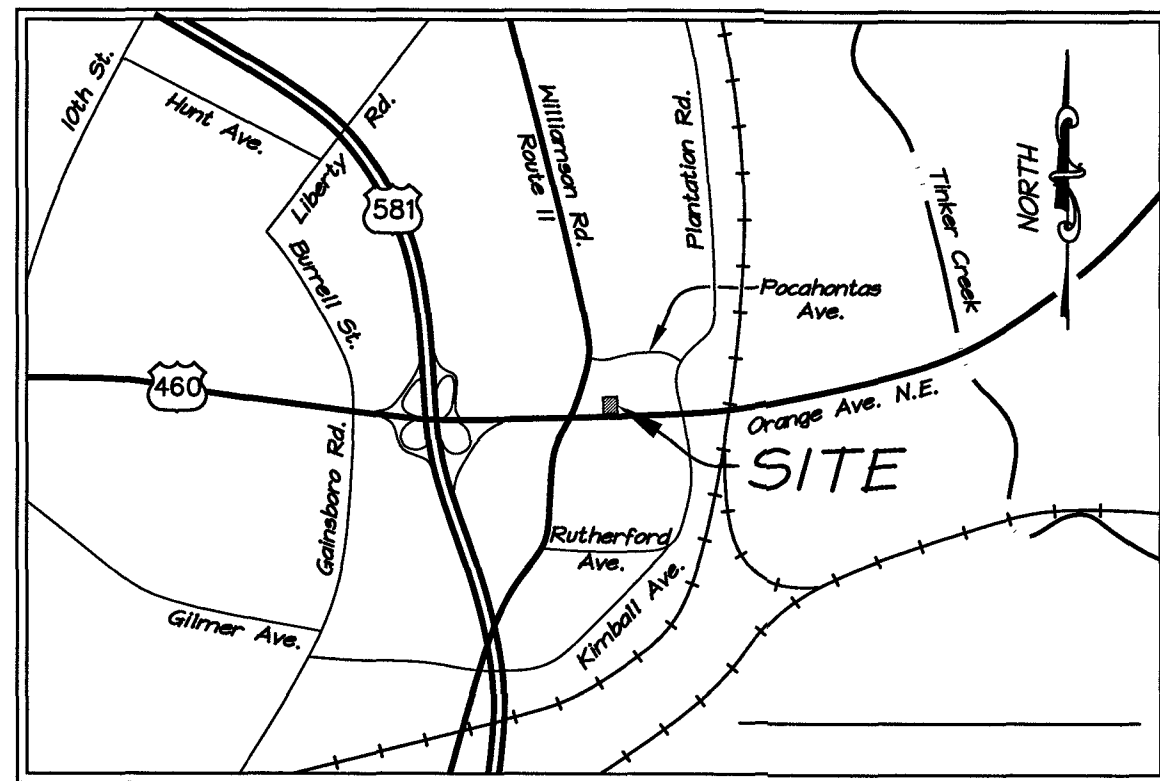 10th St.
Hunt Ave.
Liberty
Rd.
581
Williamson Rd.
Route 11
Plantation Rd.
Tinker Creek
NORTH
Burrell St.
Pocahontas
Ave.
460
Orange Ave. N.E.
SITE
Gainsboro Rd.
Rutherford
Ave.
Gilmer Ave.
Kimball Ave.